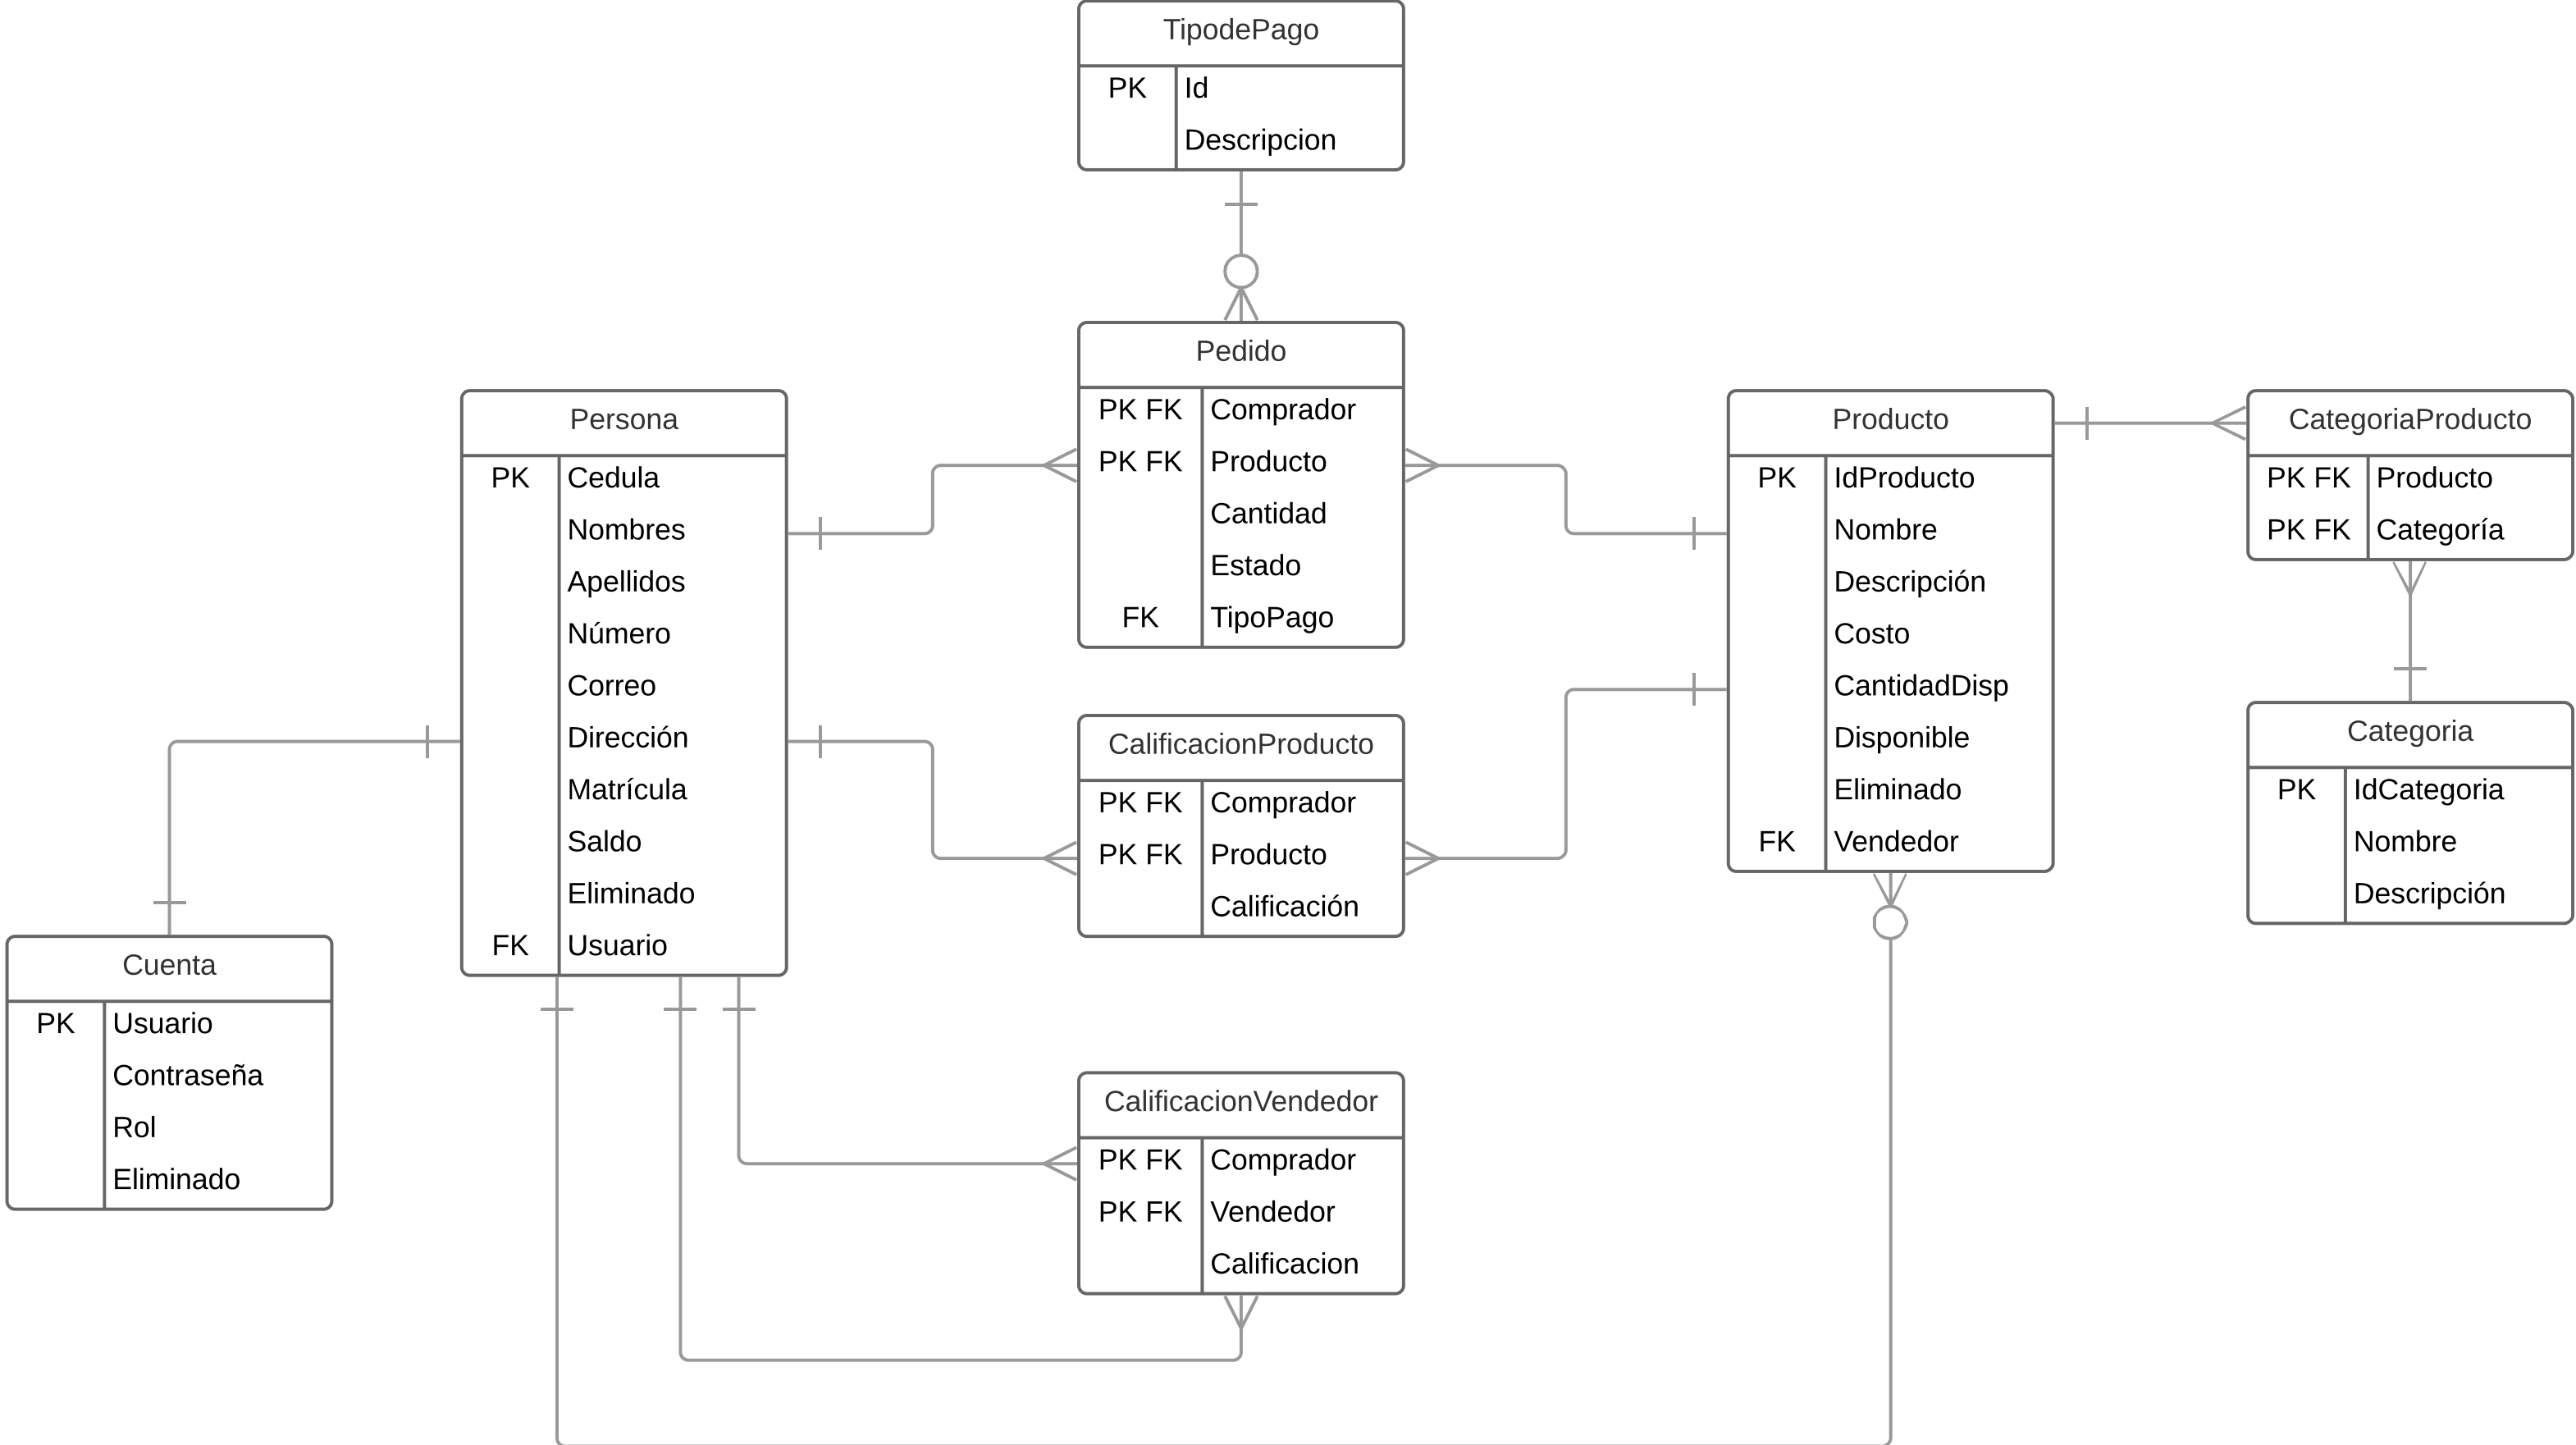 TipodePago
PK Id
Descripcion
Pedido
PK FK Comprador
PK FK Producto
Cantidad
Estado
FK TipoPago
Persona
PK Cedula
Nombres
Apellidos
Número
Correo
Dirección
Matrícula
Saldo
Eliminado
FK Usuario
Producto
PK IdProducto
Nombre
Descripción
Costo
CantidadDisp
Disponible
Eliminado
FK Vendedor
CategoriaProducto
PK FK Producto
PK FK Categoría
CalificacionProducto
PK FK Comprador
PK FK Producto
Calificación
Categoria
PK IdCategoria
Nombre
Descripción
Cuenta
PK Usuario
Contraseña
Rol
Eliminado
CalificacionVendedor
PK FK Comprador
PK FK Vendedor
Calificacion